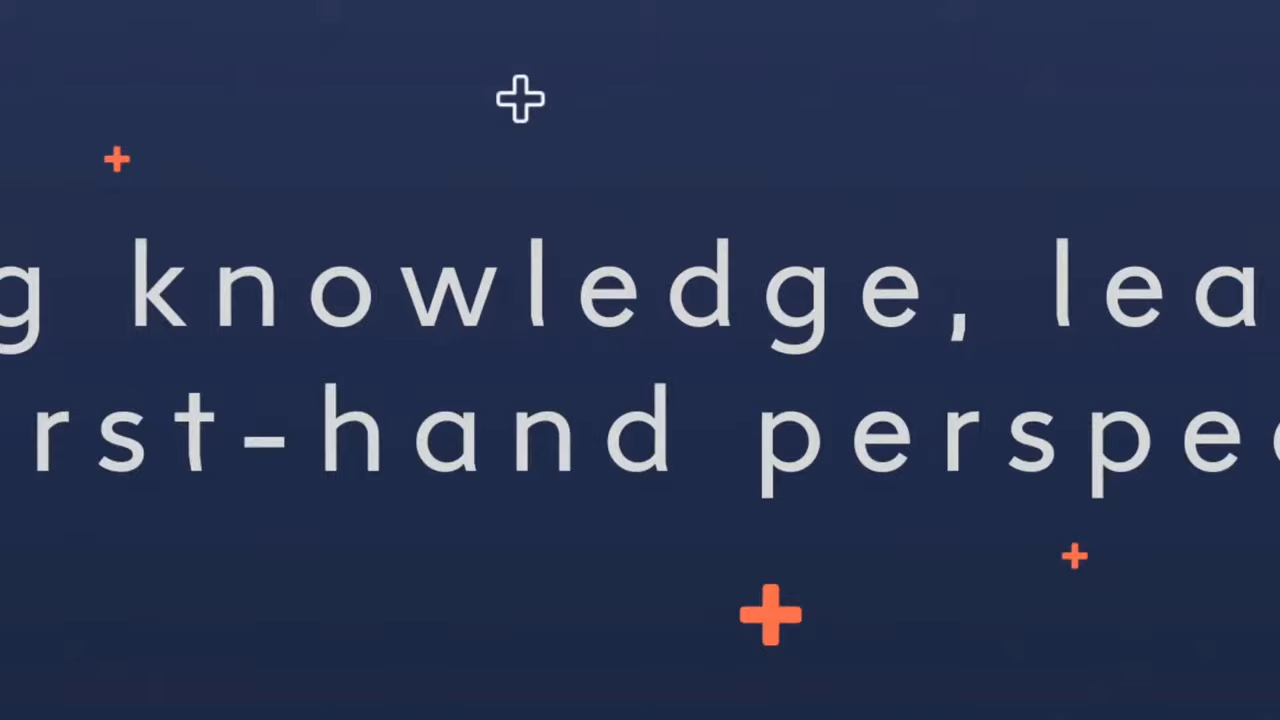 g knowledge, lea
rst-hand perspe